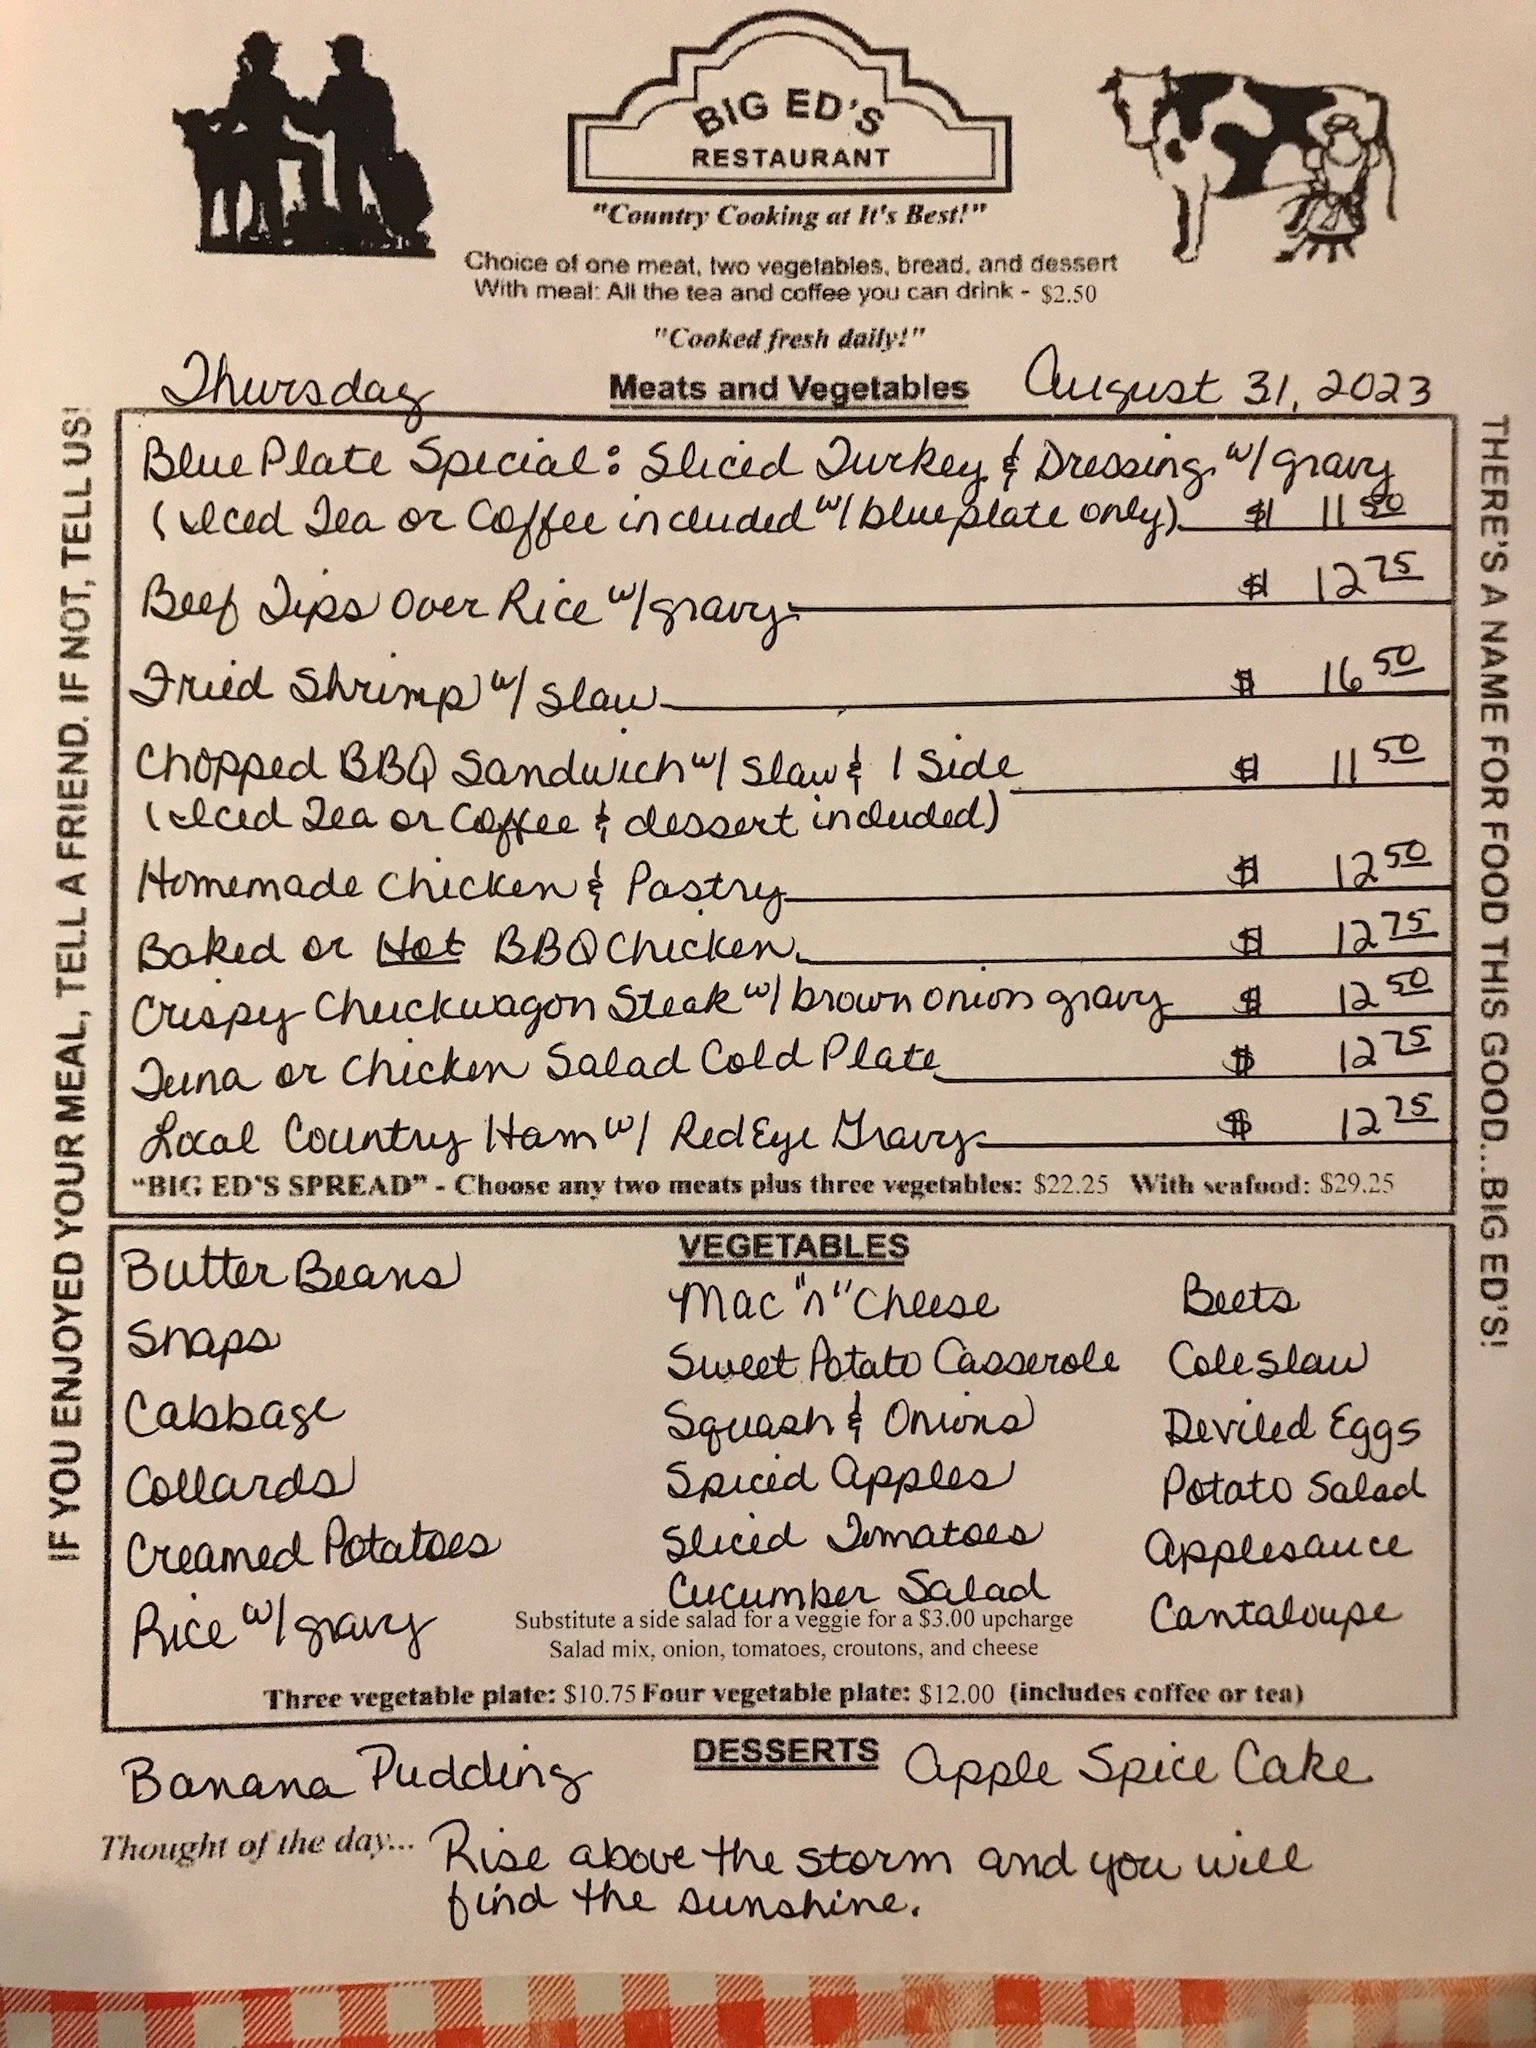 BIG ED'S
RESTAURANT
"Country Cooking at It's Best!"
Choice of one meat, two vegetables, bread, and dessert
With meal: All the tea and coffee you can drink - $2.50
"Cooked fresh daily!"
Thursday Meats and Vegetables August 31, 2023
IF YOU ENJOYED YOUR MEAL, TELL A FRIEND. IF NOT, TELL US!
Blue Plate Special: Sliced Turkey & Dressing w/ gravy
(Iced Tea or Coffee included w/ blue plate only) $ 11 50
Beef Tips Over Rice w/ gravy $ 12 75
Fried Shrimp w/ Slaw $ 16 50
Chopped BBQ Sandwich w/ Slaw & 1 Side $ 11 50
(Iced Tea or Coffee & dessert included)
Homemade Chicken & Pastry $ 12 50
Baked or Hot BBQ Chicken $ 12 75
Crispy Chuckwagon Steak w/ brown onion gravy $ 12 50
Tuna or Chicken Salad Cold Plate $ 12 75
Local Country Ham w/ Red Eye Gravy $ 12 75
"BIG ED'S SPREAD" - Choose any two meats plus three vegetables: $22.25 With seafood: $29.25
THERE'S A NAME FOR FOOD THIS GOOD...BIG ED'S!
VEGETABLES
Butter Beans
Snaps
Cabbage
Collards
Creamed Potatoes
Rice w/ gravy
Mac "n" Cheese
Sweet Potato Casserole
Squash & Onions
Spiced Apples
Sliced Tomatoes
Cucumber Salad
Beets
Cole Slaw
Deviled Eggs
Potato Salad
Applesauce
Cantaloupe
Substitute a side salad for a veggie for a $3.00 upcharge
Salad mix, onion, tomatoes, croutons, and cheese
Three vegetable plate: $10.75 Four vegetable plate: $12.00 (includes coffee or tea)
DESSERTS
Banana Pudding Apple Spice Cake
Thought of the day... Rise above the storm and you will
find the sunshine.